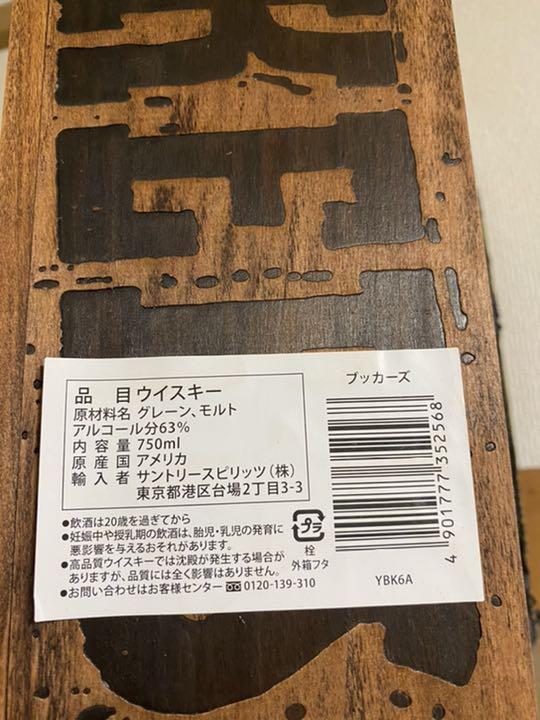 品目 ウイスキー
原材料名 グレーン、モルト
アルコール分63%
内容量 750ml
原産国 アメリカ
輸入者 サントリースピリッツ(株)
東京都港区台場2丁目3-3
●飲酒は20歳を過ぎてから
●妊娠中や授乳期の飲酒は、胎児・乳児の発育に
悪影響を与えるおそれがあります。
●高品質ウイスキーでは沈殿が発生する場合が
ありますが、品質には全く影響はありません。
●お問い合わせはお客様センター 0120-139-310
プラ
栓
外箱フタ
ブッカーズ
4 901777 352568
YBK6A